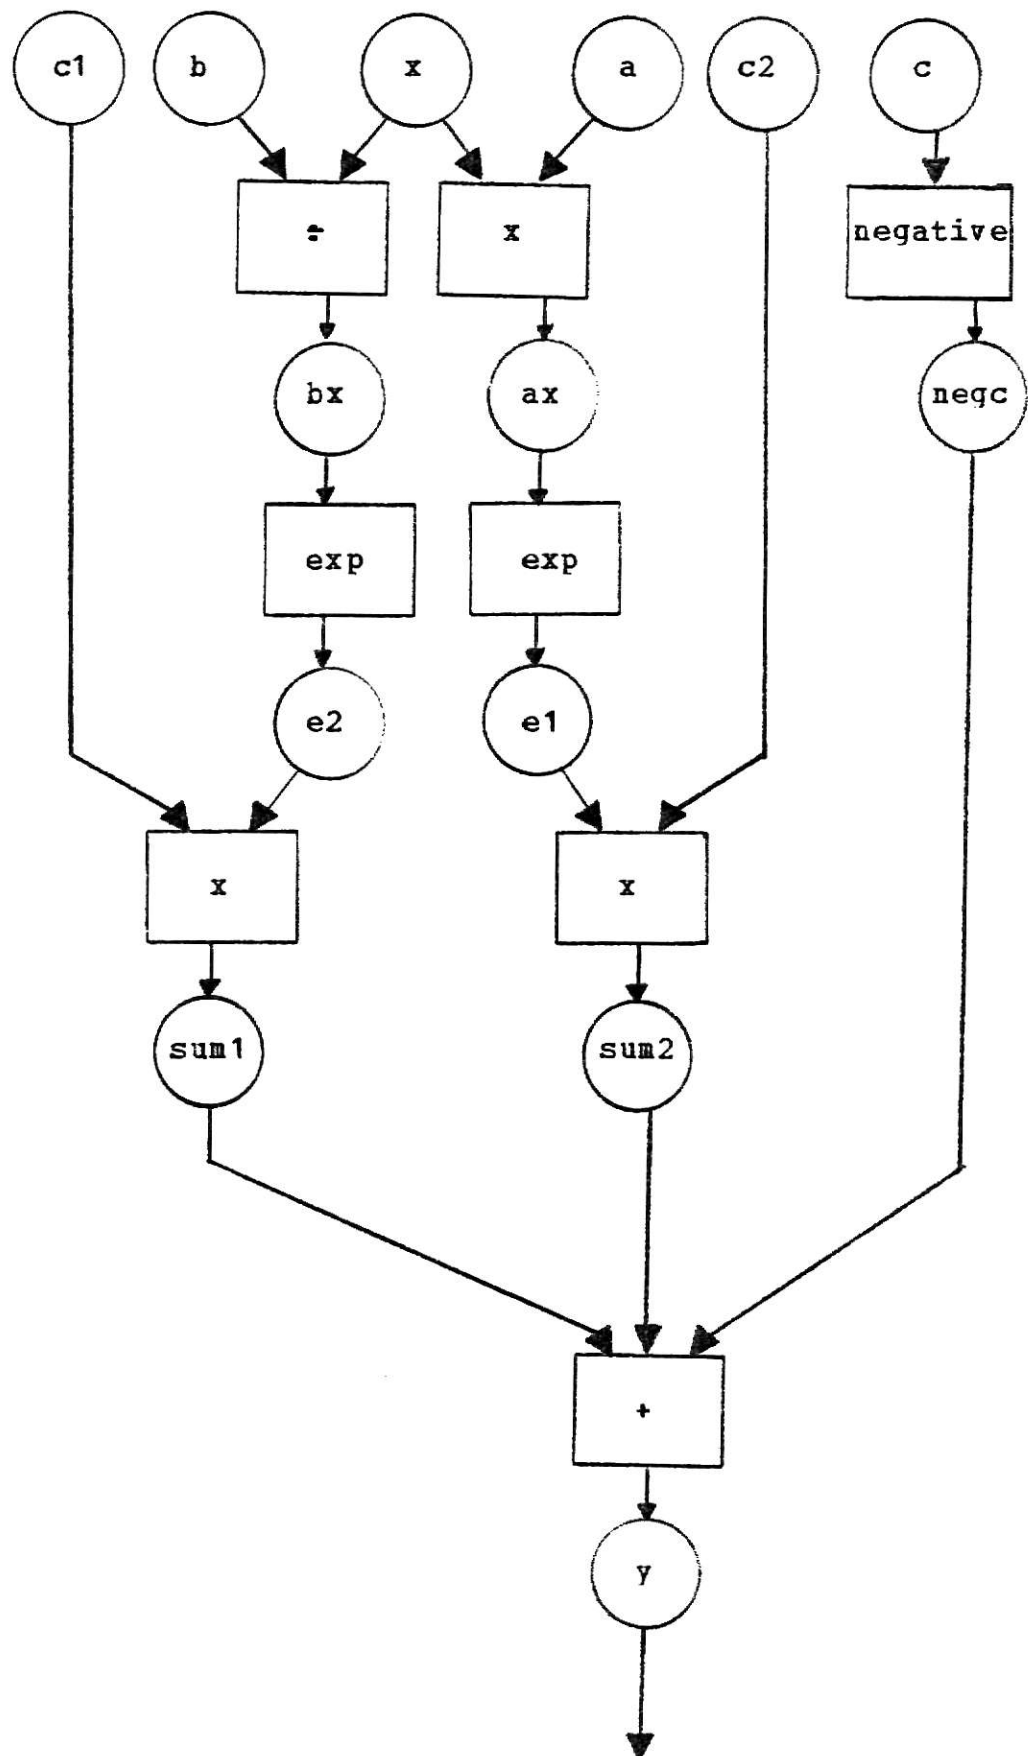 c1 b x a c2 c
÷ x negative
bx ax negc
exp exp
e2 e1
x x
sum1 sum2
+
y